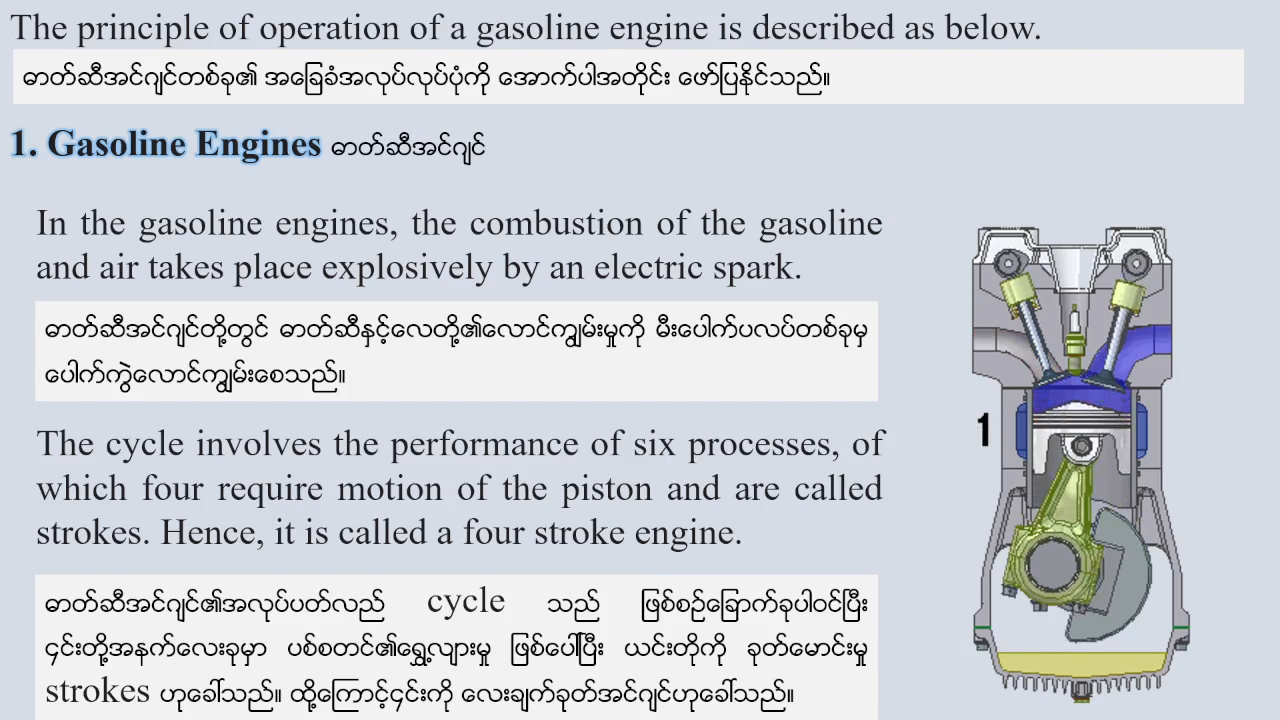 The principle of operation of a gasoline engine is described as below.
ဓာတ်ဆီအင်ဂျင်တစ်ခု၏ အခြေခံအလုပ်လုပ်ပုံကို အောက်ပါအတိုင်း ဖော်ပြနိုင်သည်။
1. Gasoline Engines ဓာတ်ဆီအင်ဂျင်
In the gasoline engines, the combustion of the gasoline
and air takes place explosively by an electric spark.
ဓာတ်ဆီအင်ဂျင်တို့တွင် ဓာတ်ဆီနှင့်လေတို့၏လောင်ကျွမ်းမှုကို မီးပေါက်ပလပ်တစ်ခုမှ
ပေါက်ကွဲလောင်ကျွမ်းစေသည်။
The cycle involves the performance of six processes, of
which four require motion of the piston and are called
strokes. Hence, it is called a four stroke engine.
1
ဓာတ်ဆီအင်ဂျင်၏အလုပ်ပတ်လည် cycle သည် ဖြစ်စဉ်ခြောက်ခုပါဝင်ပြီး
၄င်းတို့အနက်လေးခုမှာ ပစ်စတင်၏ရွှေ့လျားမှု ဖြစ်ပေါ်ပြီး ယင်းတိုကို ခုတ်မောင်းမှု
strokes ဟုခေါ်သည်။ ထို့ကြောင့်၄င်းကို လေးချက်ခုတ်အင်ဂျင်ဟုခေါ်သည်။